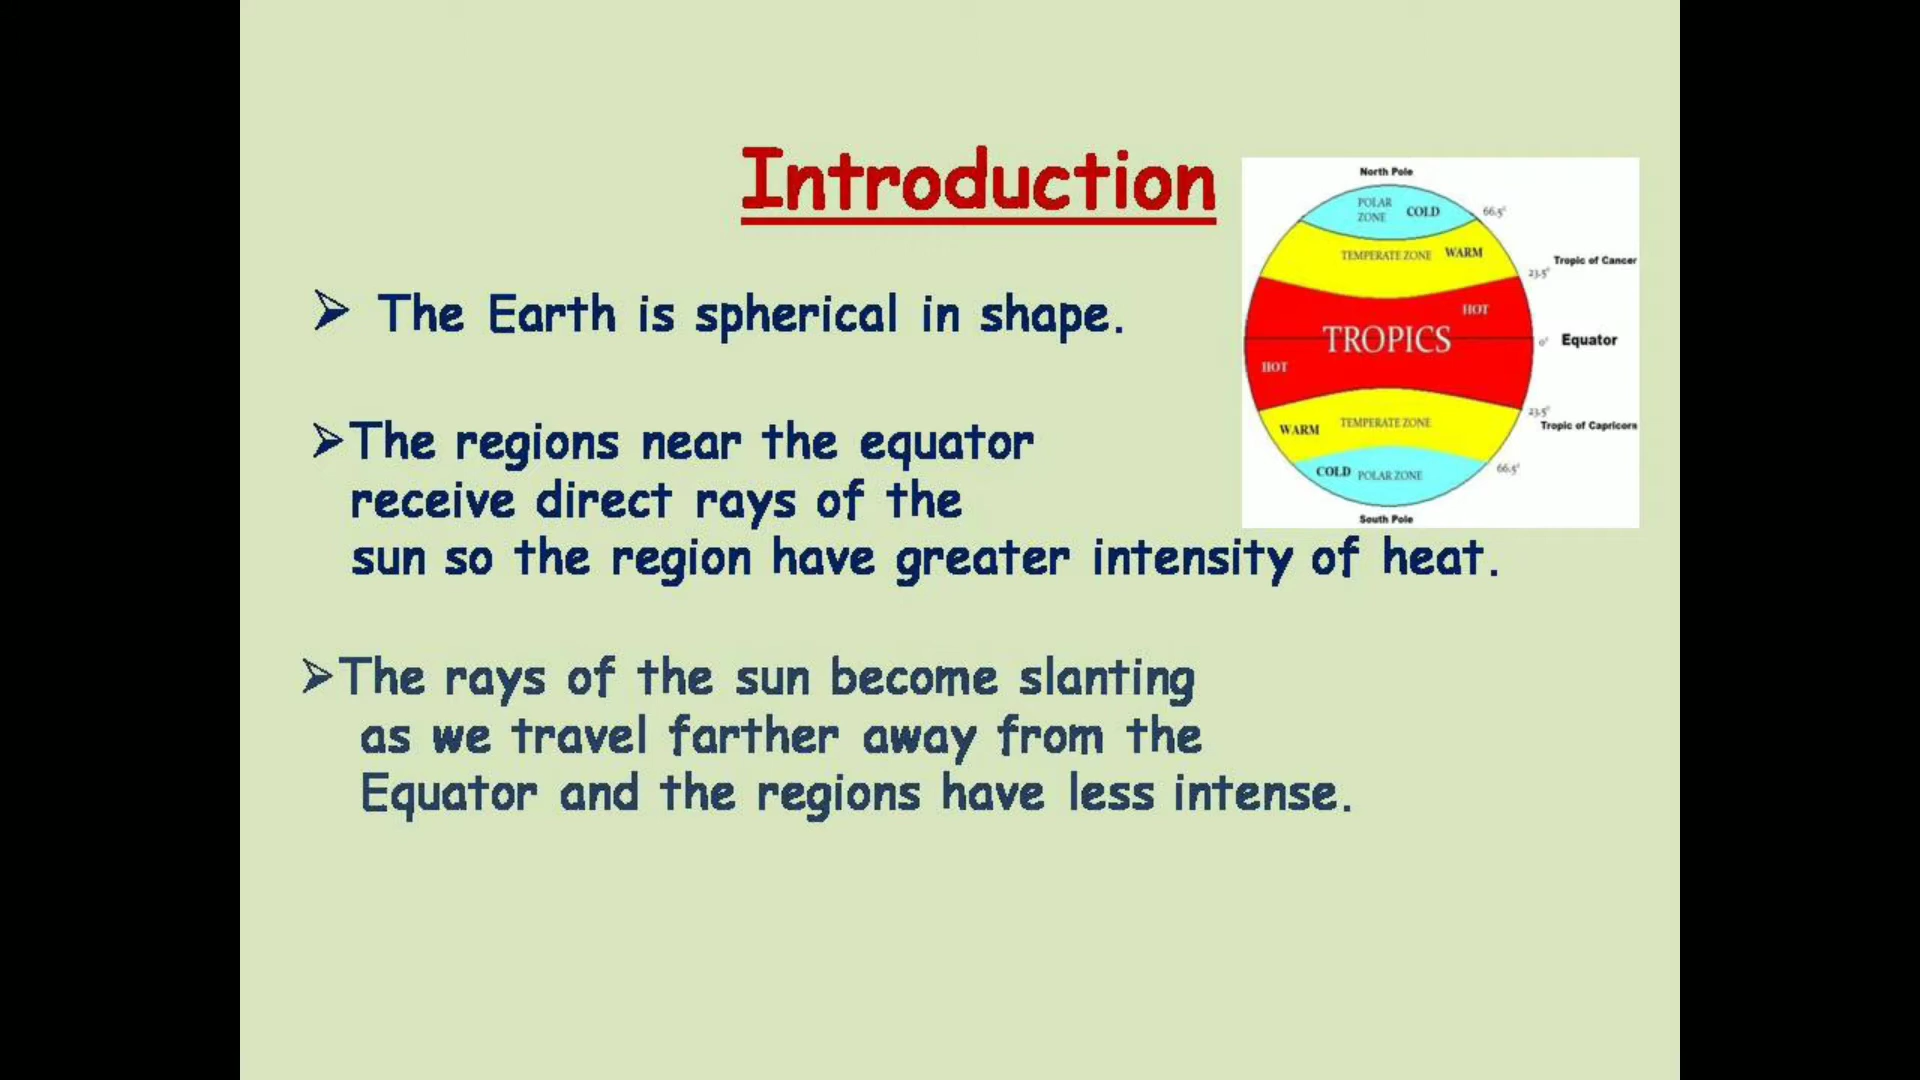 Introduction
➢ The Earth is spherical in shape.
➢The regions near the equator
receive direct rays of the
sun so the region have greater intensity of heat.
➢The rays of the sun become slanting
as we travel farther away from the
Equator and the regions have less intense.
North Pole
POLAR
ZONE COLD
66.5°
TEMPERATE ZONE WARM
Tropic of Cancer
23.5°
HOT
TROPICS
0° Equator
HOT
23.5°
Tropic of Capricorn
WARM TEMPERATE ZONE
COLD POLAR ZONE
66.5°
South Pole